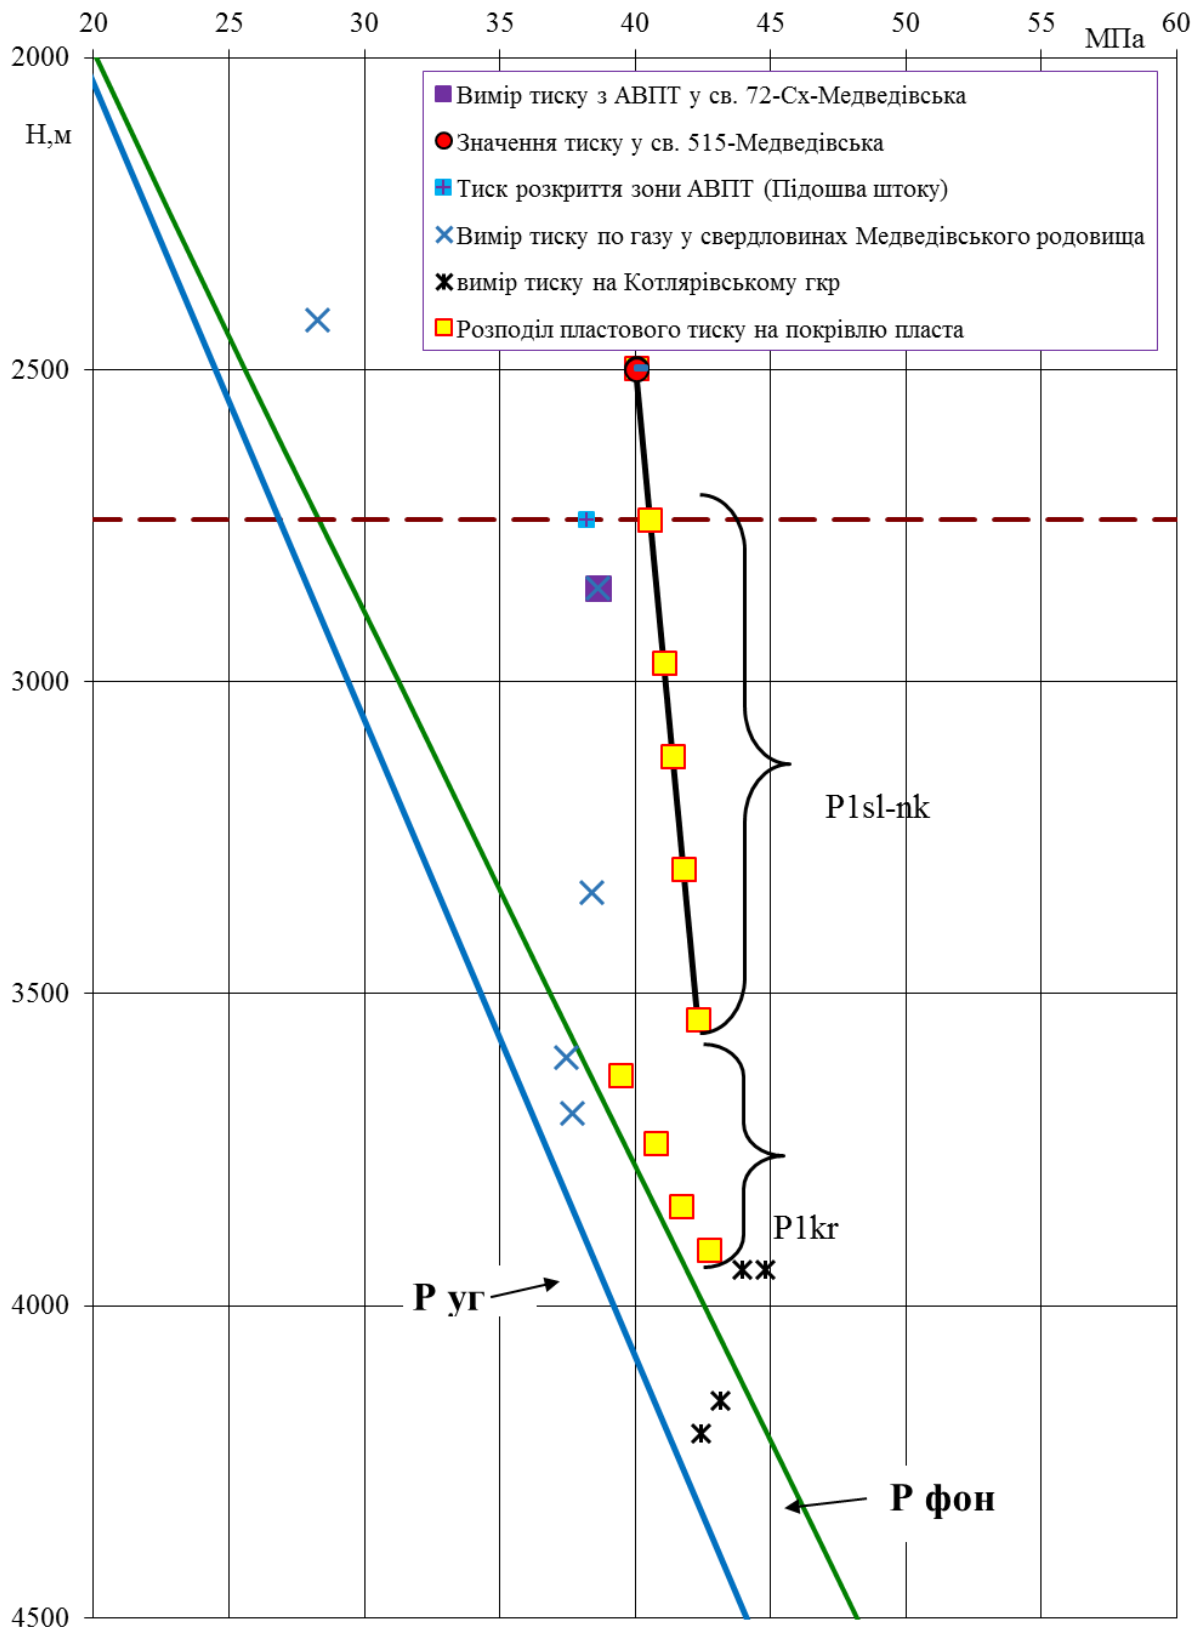 20 25 30 35 40 45 50 55 60
МПа
2000
Н,м
Вимір тиску з АВПТ у св. 72-Сх-Медведівська
Значення тиску у св. 515-Медведівська
Тиск розкриття зони АВПТ (Підошва штоку)
Вимір тиску по газу у свердловинах Медведівського родовища
вимір тиску на Котлярівському гкр
Розподіл пластового тиску на покрівлю пласта
2500
3000
P1sl-nk
3500
P1kr
Р уг
4000
Р фон
4500